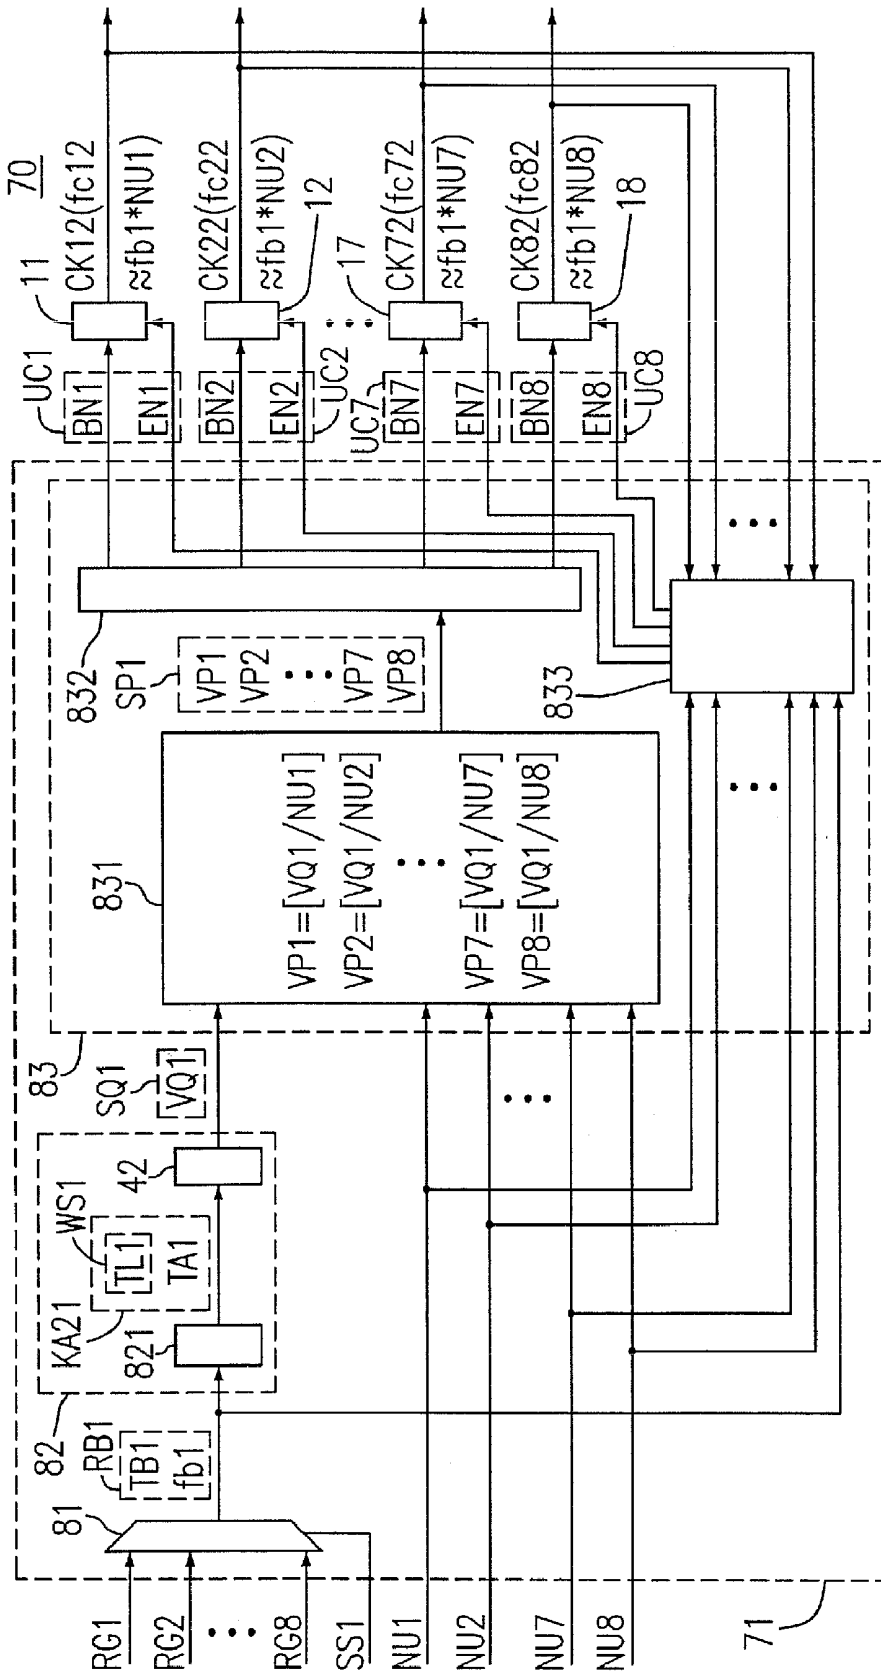 70
11
CK12(fc12
≈fb1*NU1)
CK22(fc22
≈fb1*NU2)
12
17
CK72(fc72
≈fb1*NU7)
CK82(fc82
≈fb1*NU8)
18
UC1
BN1
EN1
BN2
EN2
UC2
UC7
BN7
EN7
BN8
EN8
UC8
832
SP1
VP1
VP2
VP7
VP8
833
831
VP1=[VQ1/NU1]
VP2=[VQ1/NU2]
VP7=[VQ1/NU7]
VP8=[VQ1/NU8]
83
SQ1
VQ1
42
WS1
TL1
TA1
KA21
821
82
RB1
TB1
fb1
81
RG1
RG2
RG8
SS1
NU1
NU2
NU7
NU8
71